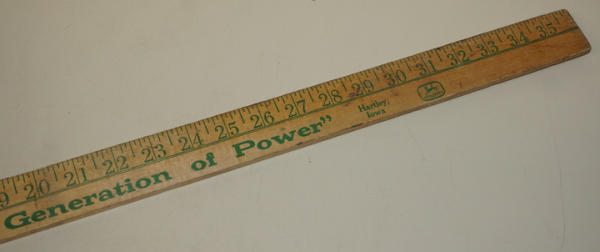 9 20 21 22 23 24 25 26 27 28 29 30 31 32 33 34 35
Generation of Power"
Hartley,
Iowa